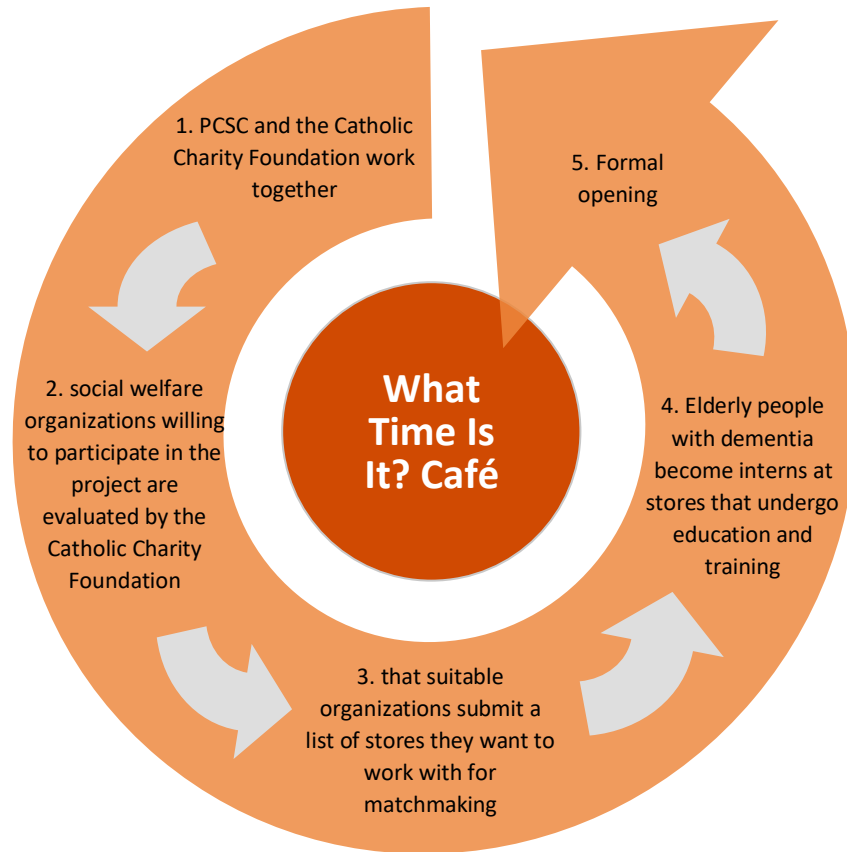 1. PCSC and the Catholic
Charity Foundation work
together
2. social welfare
organizations willing
to participate in the
project are
evaluated by the
Catholic Charity
Foundation
3. that suitable
organizations submit a
list of stores they want to
work with for
matchmaking
4. Elderly people
with dementia
become interns at
stores that undergo
education and
training
5. Formal
opening
What
Time Is
It? Café